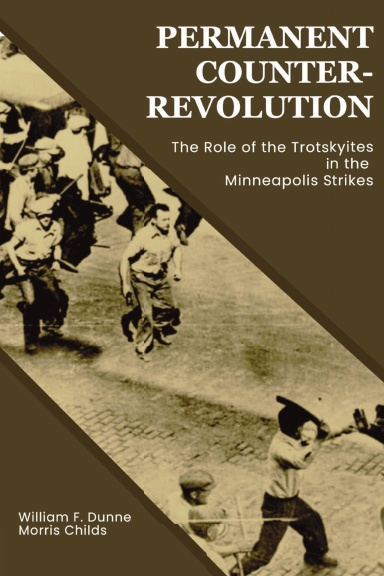 PERMANENT
COUNTER-
REVOLUTION
The Role of the Trotskyites
in the
Minneapolis Strikes
William F. Dunne
Morris Childs